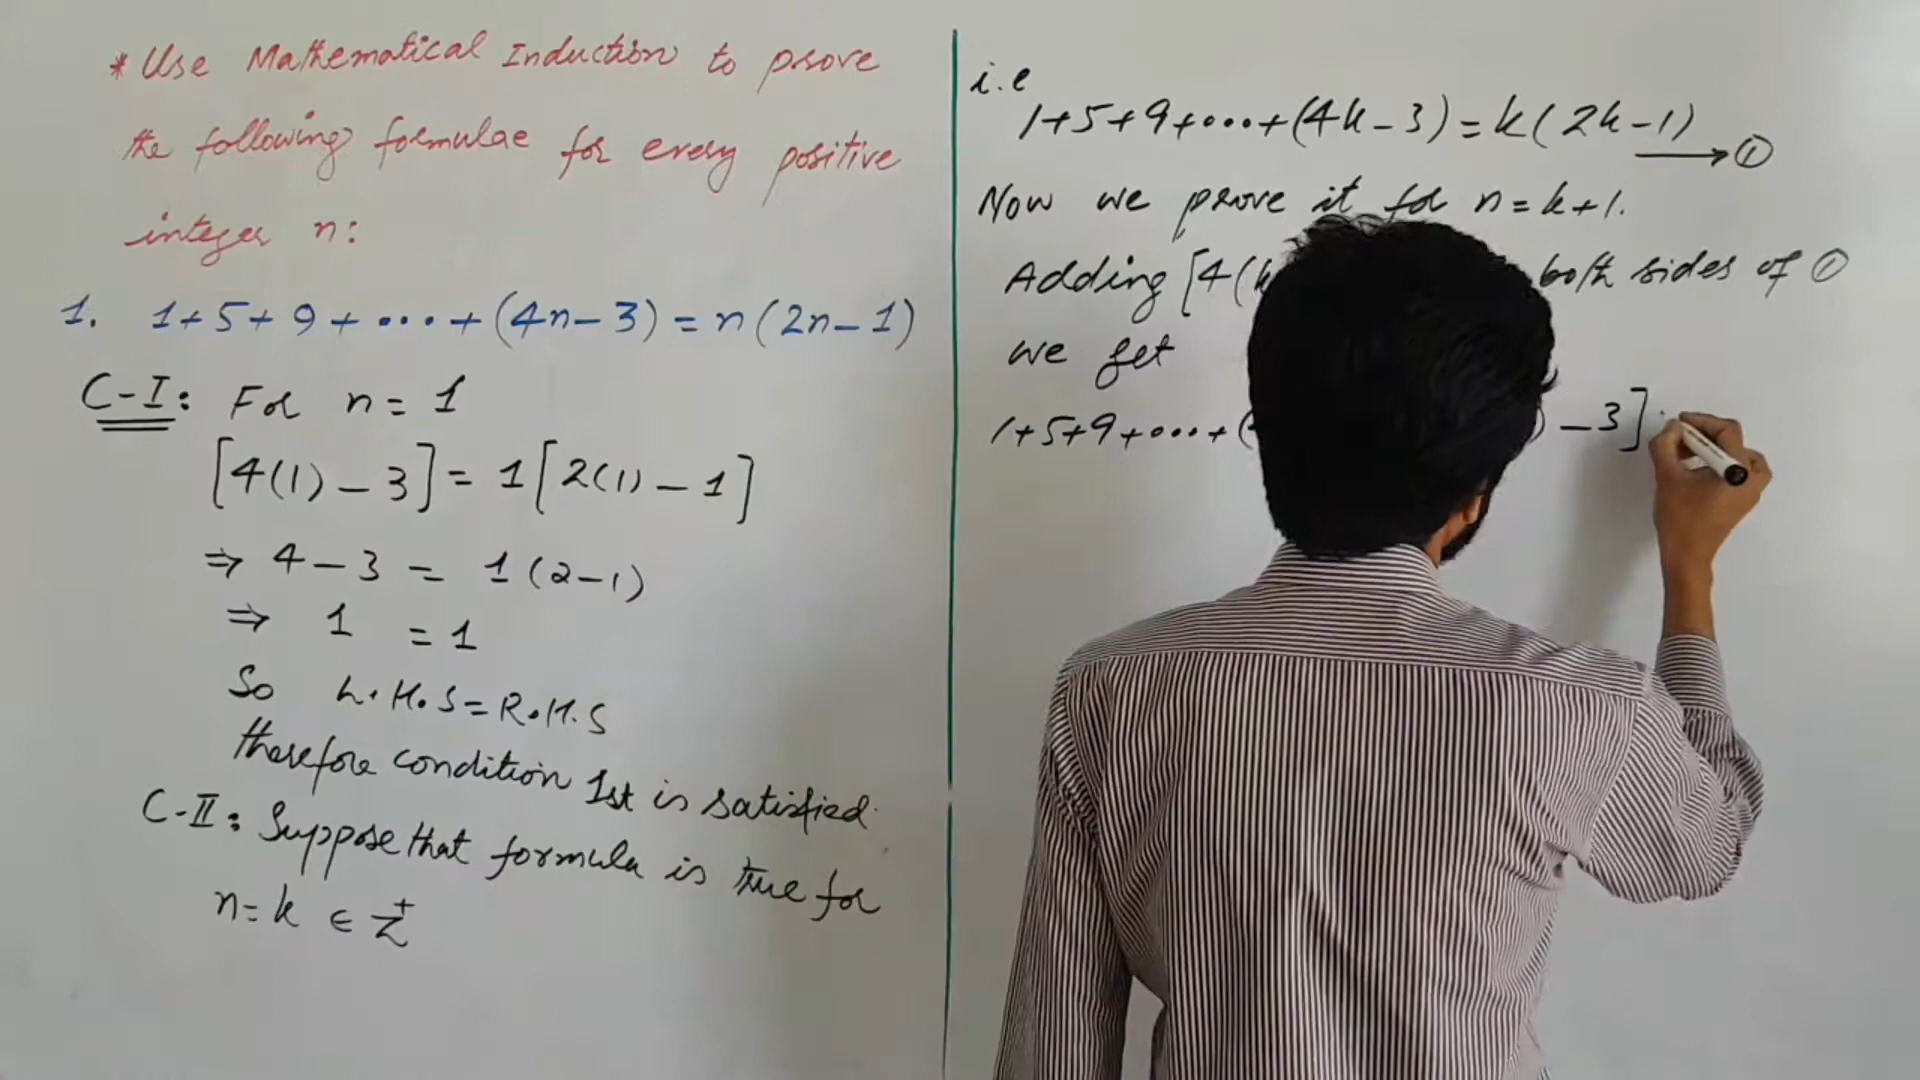 * Use Mathematical Induction to prove
the following formulae for every positive
integer n:
1. 1+5+9+...+(4n-3)=n(2n-1)
C-I: For n=1
[4(1)-3]=1[2(1)-1]
⇒ 4-3 = 1(2-1)
⇒ 1 =1
So L.H.S=R.H.S
therefore condition 1st is satisfied.
C-II: Suppose that formula is true for
n=k ∈ Z⁺
i.e
1+5+9+...+(4k-3)=k(2k-1)
→①
Now we prove it for n=k+1.
Adding [4(k both sides of ①
we get
1+5+9+...+( )-3]